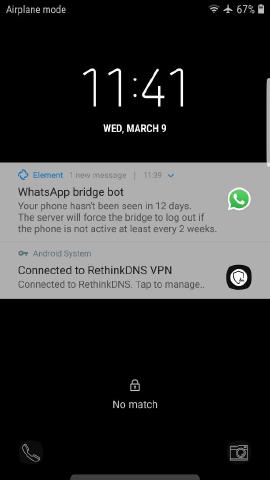 Airplane mode
67%
11:41
WED, MARCH 9
Element 1 new message | 11:39
WhatsApp bridge bot
Your phone hasn't been seen in 12 days.
The server will force the bridge to log out if
the phone is not active at least every 2 weeks.
Android System
Connected to RethinkDNS VPN
Connected to RethinkDNS. Tap to manage..
No match